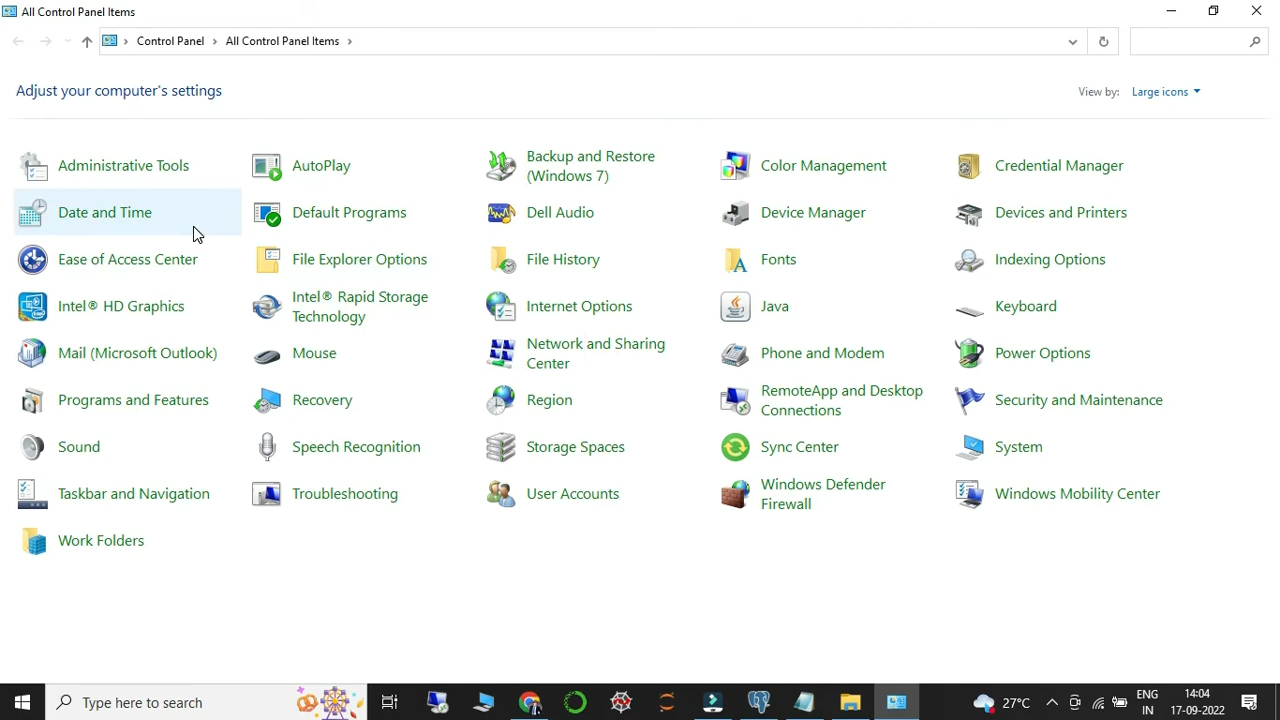 All Control Panel Items
Control Panel > All Control Panel Items >
Adjust your computer's settings
View by: Large icons
Administrative Tools
AutoPlay
Backup and Restore
(Windows 7)
Color Management
Credential Manager
Date and Time
Default Programs
Dell Audio
Device Manager
Devices and Printers
Ease of Access Center
File Explorer Options
File History
Fonts
Indexing Options
Intel® HD Graphics
Intel® Rapid Storage
Technology
Internet Options
Java
Keyboard
Mail (Microsoft Outlook)
Mouse
Network and Sharing
Center
Phone and Modem
Power Options
Programs and Features
Recovery
Region
RemoteApp and Desktop
Connections
Security and Maintenance
Sound
Speech Recognition
Storage Spaces
Sync Center
System
Taskbar and Navigation
Troubleshooting
User Accounts
Windows Defender
Firewall
Windows Mobility Center
Work Folders
Type here to search
27°C
ENG
IN
14:04
17-09-2022